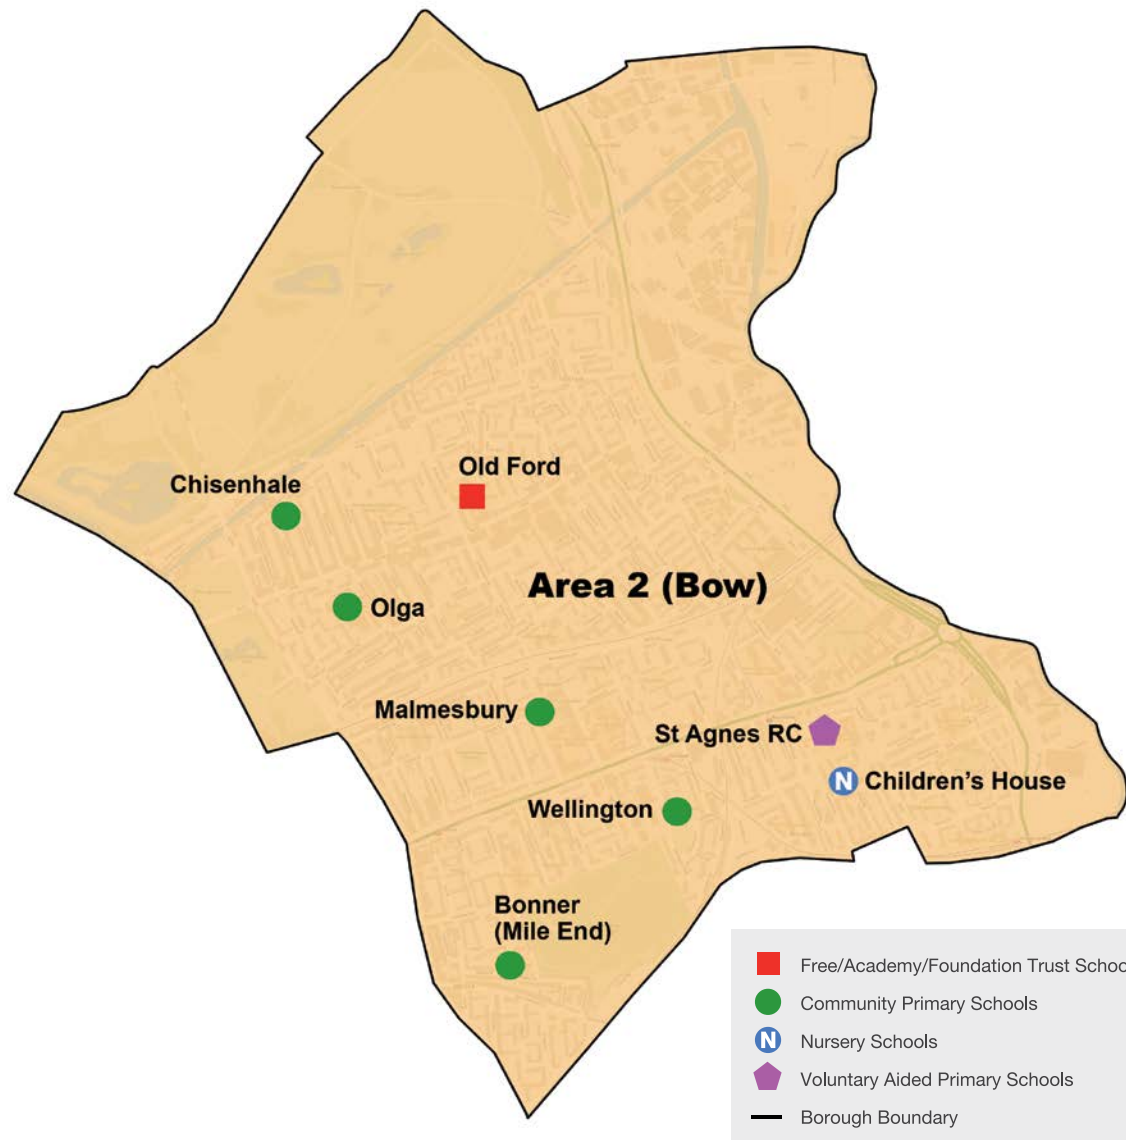 Old Ford
Chisenhale
Area 2 (Bow)
Olga
Malmesbury
St Agnes RC
N Children’s House
Wellington
Bonner
(Mile End)
Free/Academy/Foundation Trust Schoo
Community Primary Schools
N Nursery Schools
Voluntary Aided Primary Schools
Borough Boundary